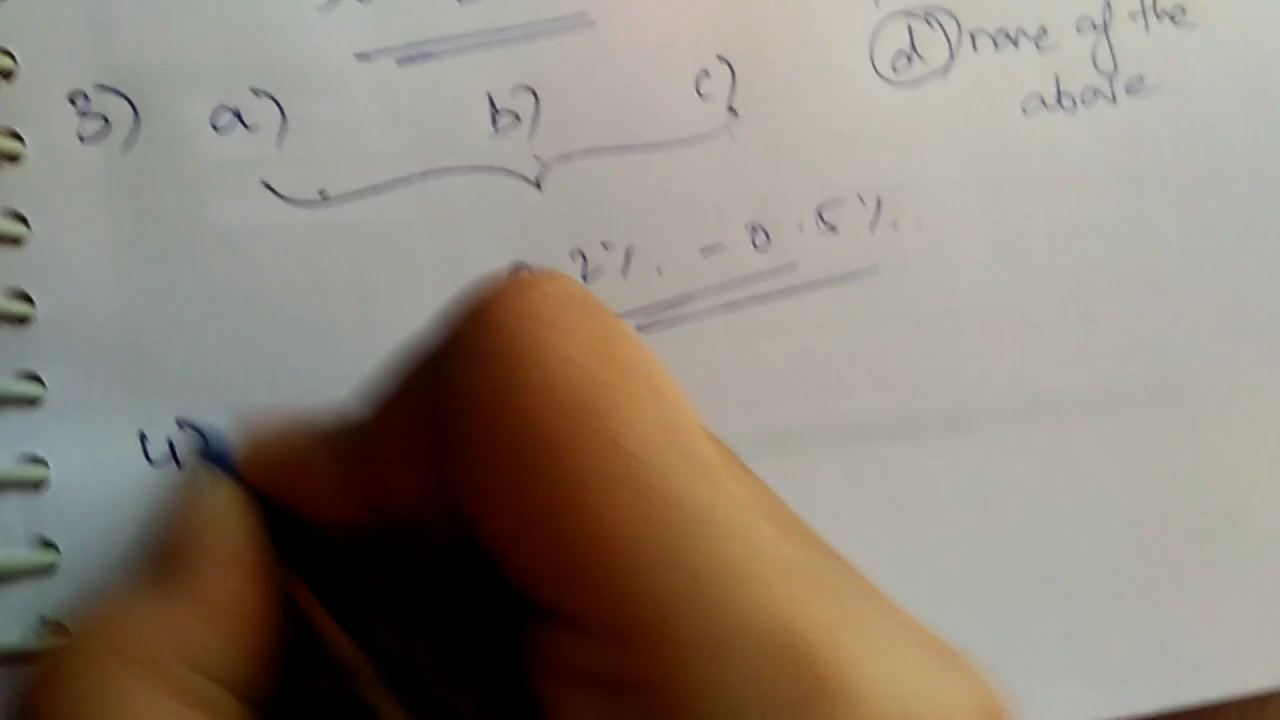 3) a) b) c) (d) none of the
above
2% - 0.5%
4)